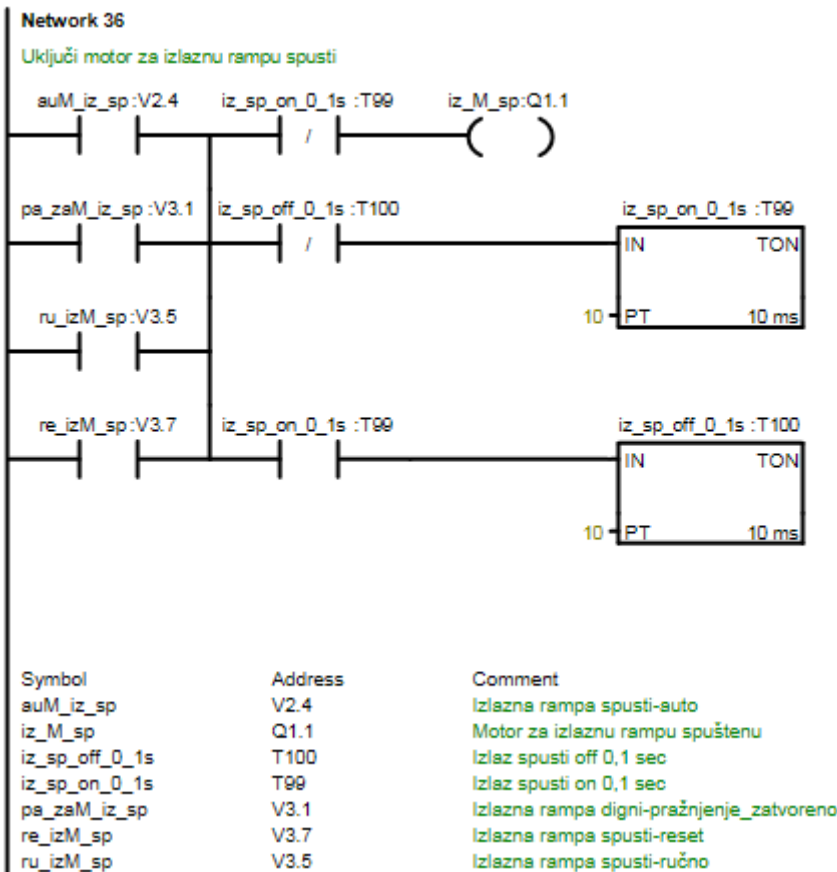 Network 36
Uključi motor za izlaznu rampu spusti
auM_iz_sp:V2.4 iz_sp_on_0_1s :T99 iz_M_sp:Q1.1
/
pa_zaM_iz_sp :V3.1 iz_sp_off_0_1s :T100 iz_sp_on_0_1s :T99
/ IN TON
ru_izM_sp:V3.5
10 PT 10 ms
re_izM_sp:V3.7 iz_sp_on_0_1s :T99 iz_sp_off_0_1s :T100
IN TON
10 PT 10 ms
Symbol Address Comment
auM_iz_sp V2.4 Izlazna rampa spusti-auto
iz_M_sp Q1.1 Motor za izlaznu rampu spuštenu
iz_sp_off_0_1s T100 Izlaz spusti off 0,1 sec
iz_sp_on_0_1s T99 Izlaz spusti on 0,1 sec
pa_zaM_iz_sp V3.1 Izlazna rampa digni-pražnjenje_zatvoreno
re_izM_sp V3.7 Izlazna rampa spusti-reset
ru_izM_sp V3.5 Izlazna rampa spusti-ručno